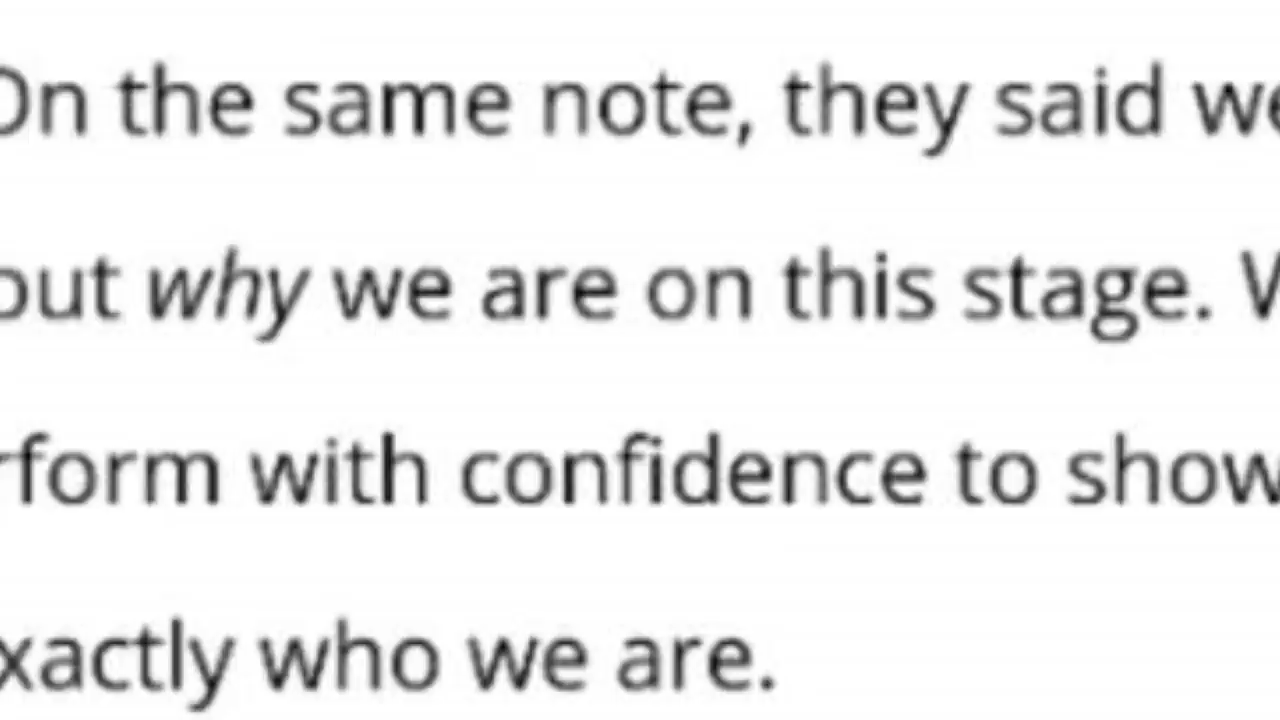 On the same note, they said we
out why we are on this stage. W
rform with confidence to show
xactly who we are.